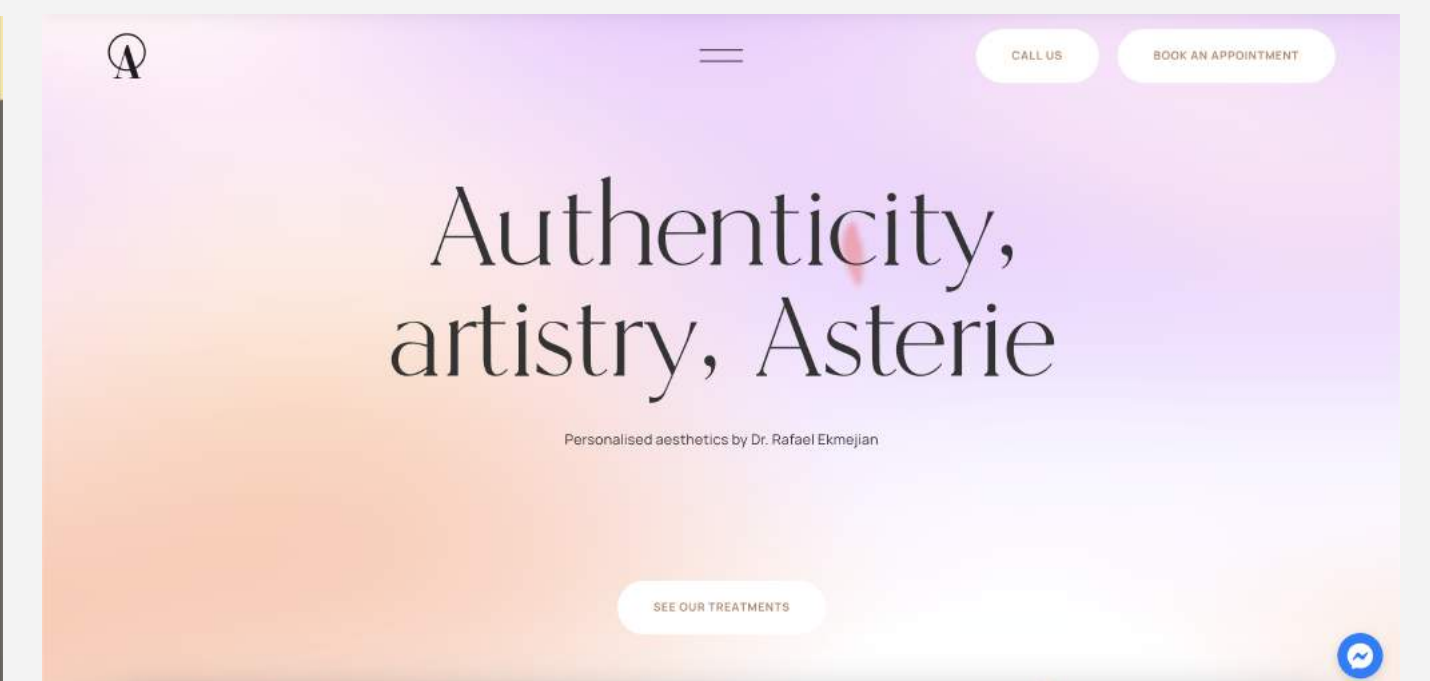 A
CALL US
BOOK AN APPOINTMENT
Authenticity,
artistry, Asterie
Personalised aesthetics by Dr. Rafael Ekmejian
SEE OUR TREATMENTS